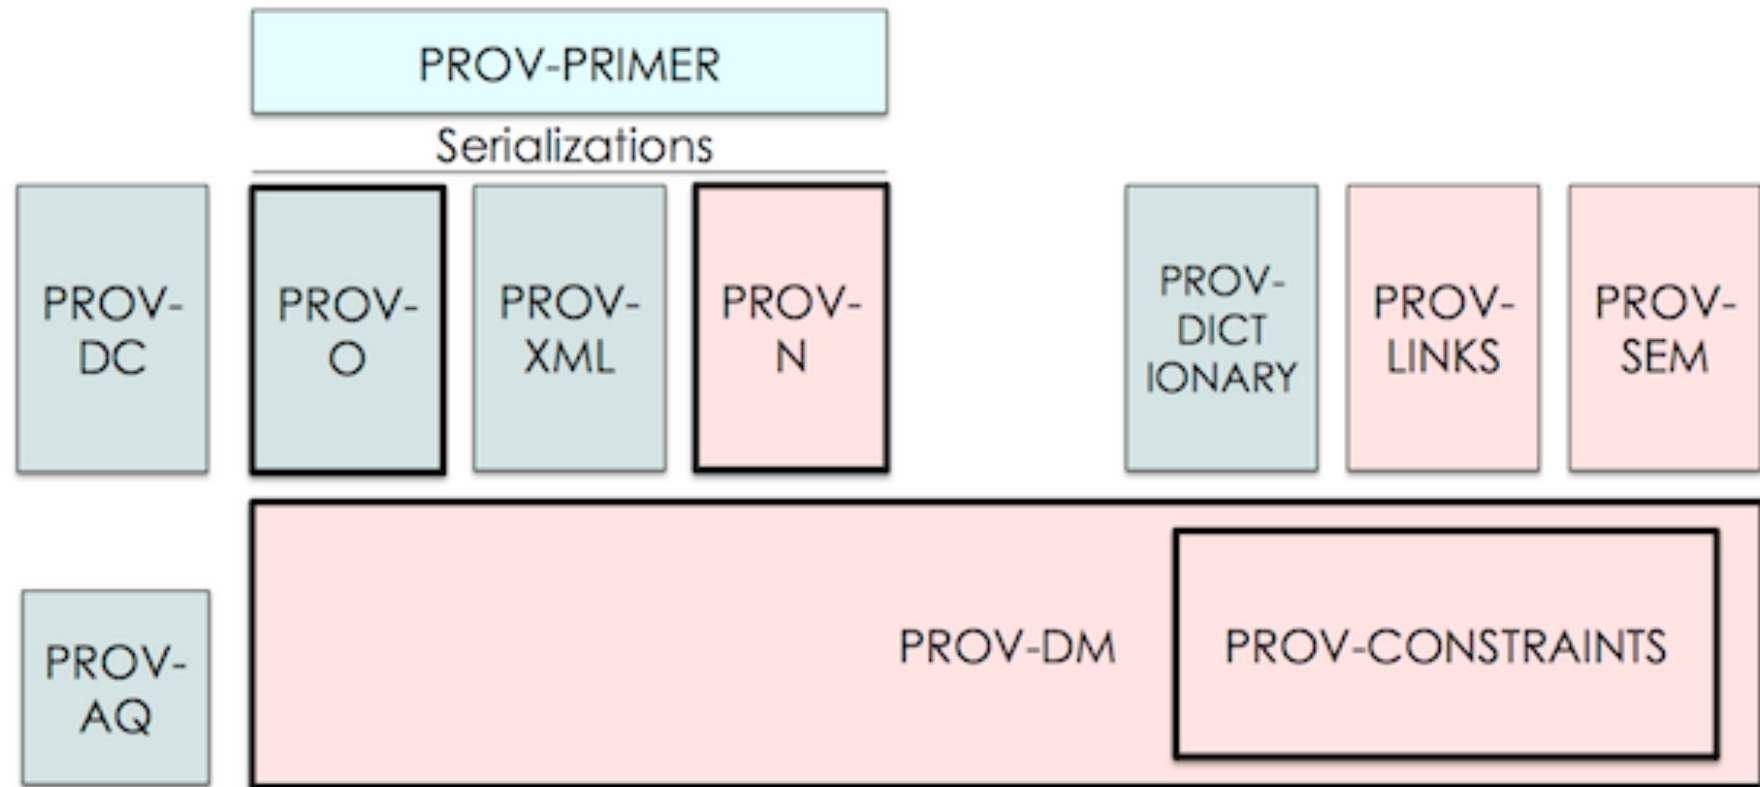 PROV-PRIMER
Serializations
PROV-
DC
PROV-
O
PROV-
XML
PROV-
N
PROV-
DICT
IONARY
PROV-
LINKS
PROV-
SEM
PROV-
AQ
PROV-DM
PROV-CONSTRAINTS